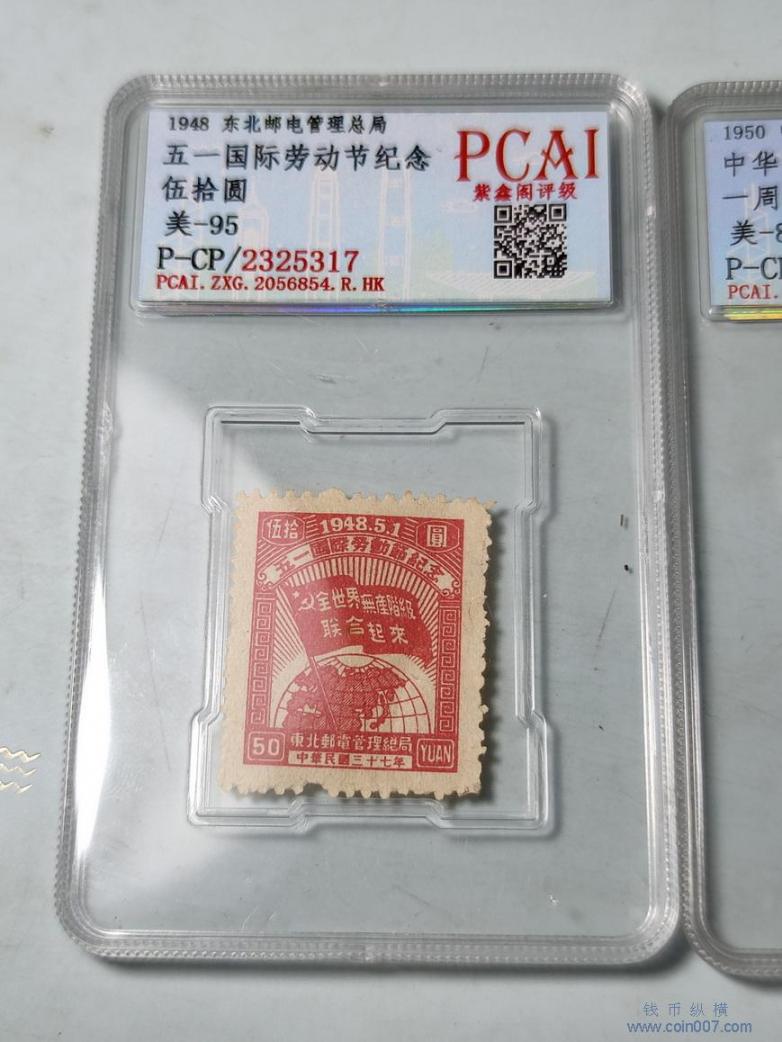 1948 东北邮电管理总局
五一国际劳动节纪念
伍拾圆
美-95
P-CP/2325317
PCAI.ZXG.2056854.R.HK
PCAI
紫鑫阁评级
伍拾 1948.5.1 圓
五一國際勞動節紀念
全世界無產階級
联合起來
50 東北郵電管理總局 YUAN
中華民國三十七年
1950
中华
一周
美-8
P-C
PCAI.
钱币纵横
www.coin007.com